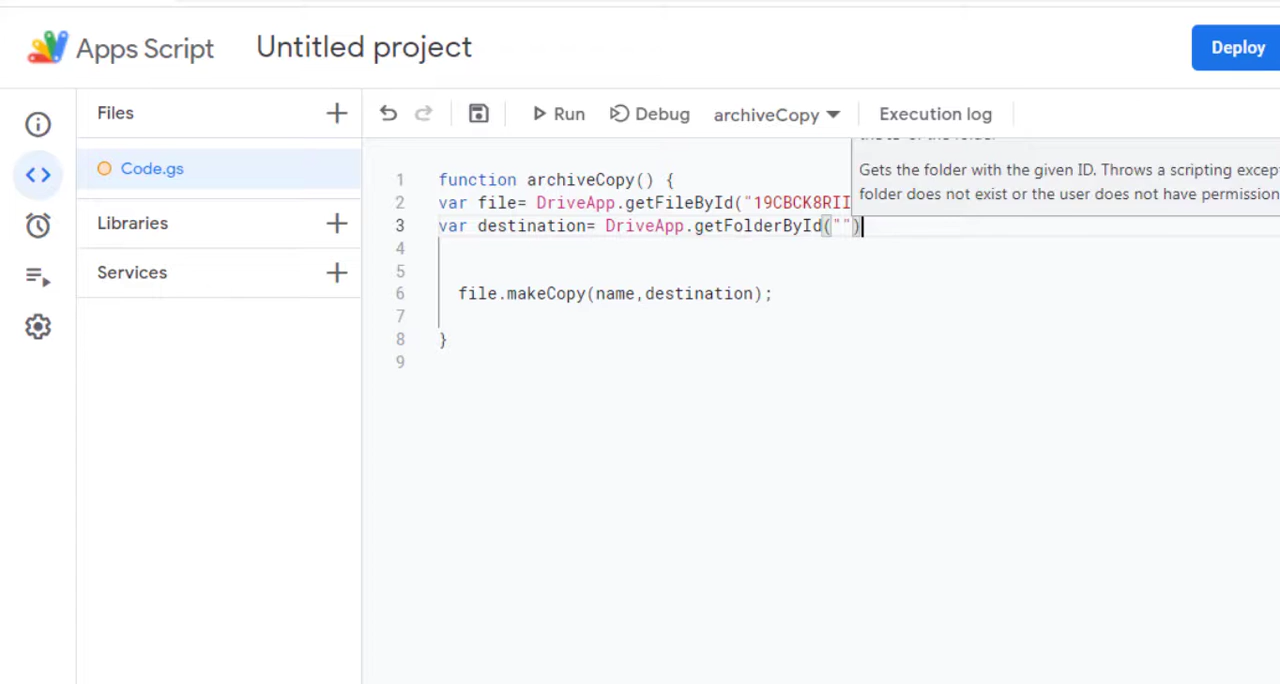 Apps Script Untitled project Deploy
Files
Run Debug archiveCopy Execution log
Code.gs
Libraries
Services
Gets the folder with the given ID. Throws a scripting excep
folder does not exist or the user does not have permission
1 function archiveCopy() {
2 var file= DriveApp.getFileById("19CBCK8RII
3 var destination= DriveApp.getFolderById("")
4
5
6 file.makeCopy(name,destination);
7
8 }
9